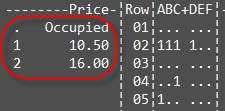 --------Price- ¦Row¦ABC+DEF¦
. Occupied ¦ 01¦... ...¦
1 10.50 ¦ 02¦111 1..¦
2 16.00 ¦ 03¦... ...¦
¦ 04¦..1 ...¦
¦ 05¦1... ...¦